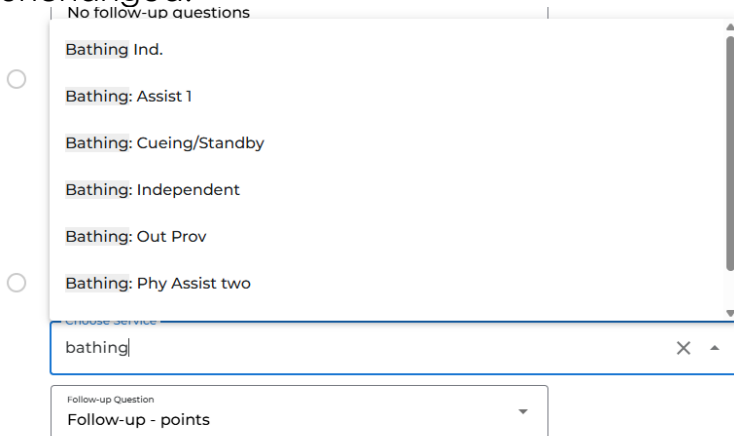 No follow-up questions
Bathing Ind.
Bathing: Assist 1
Bathing: Cueing/Standby
Bathing: Independent
Bathing: Out Prov
Bathing: Phy Assist two
Choose Service
bathing
Follow-up Question
Follow-up - points